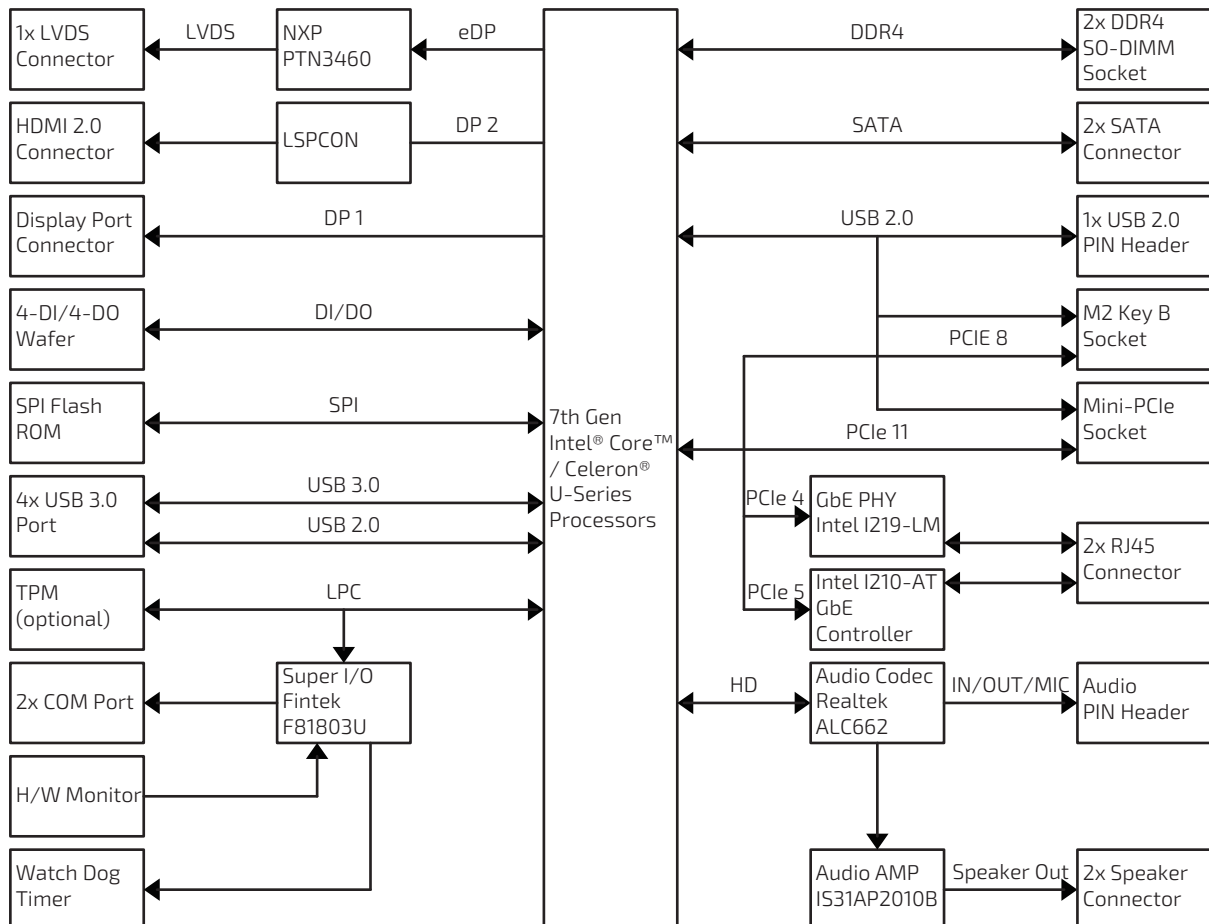 1x LVDS
Connector
LVDS
NXP
PTN3460
eDP
HDMI 2.0
Connector
LSPCON
DP 2
Display Port
Connector
DP 1
4-DI/4-DO
Wafer
DI/DO
SPI Flash
ROM
SPI
4x USB 3.0
Port
USB 3.0
USB 2.0
TPM
(optional)
LPC
2x COM Port
Super I/O
Fintek
F81803U
H/W Monitor
Watch Dog
Timer
7th Gen
Intel® Core™
/ Celeron®
U-Series
Processors
DDR4
2x DDR4
SO-DIMM
Socket
SATA
2x SATA
Connector
USB 2.0
1x USB 2.0
PIN Header
PCIE 8
M2 Key B
Socket
PCIe 11
Mini-PCIe
Socket
PCIe 4
GbE PHY
Intel I219-LM
2x RJ45
Connector
PCIe 5
Intel I210-AT
GbE
Controller
HD
Audio Codec
Realtek
ALC662
IN/OUT/MIC
Audio
PIN Header
Audio AMP
IS31AP2010B
Speaker Out
2x Speaker
Connector